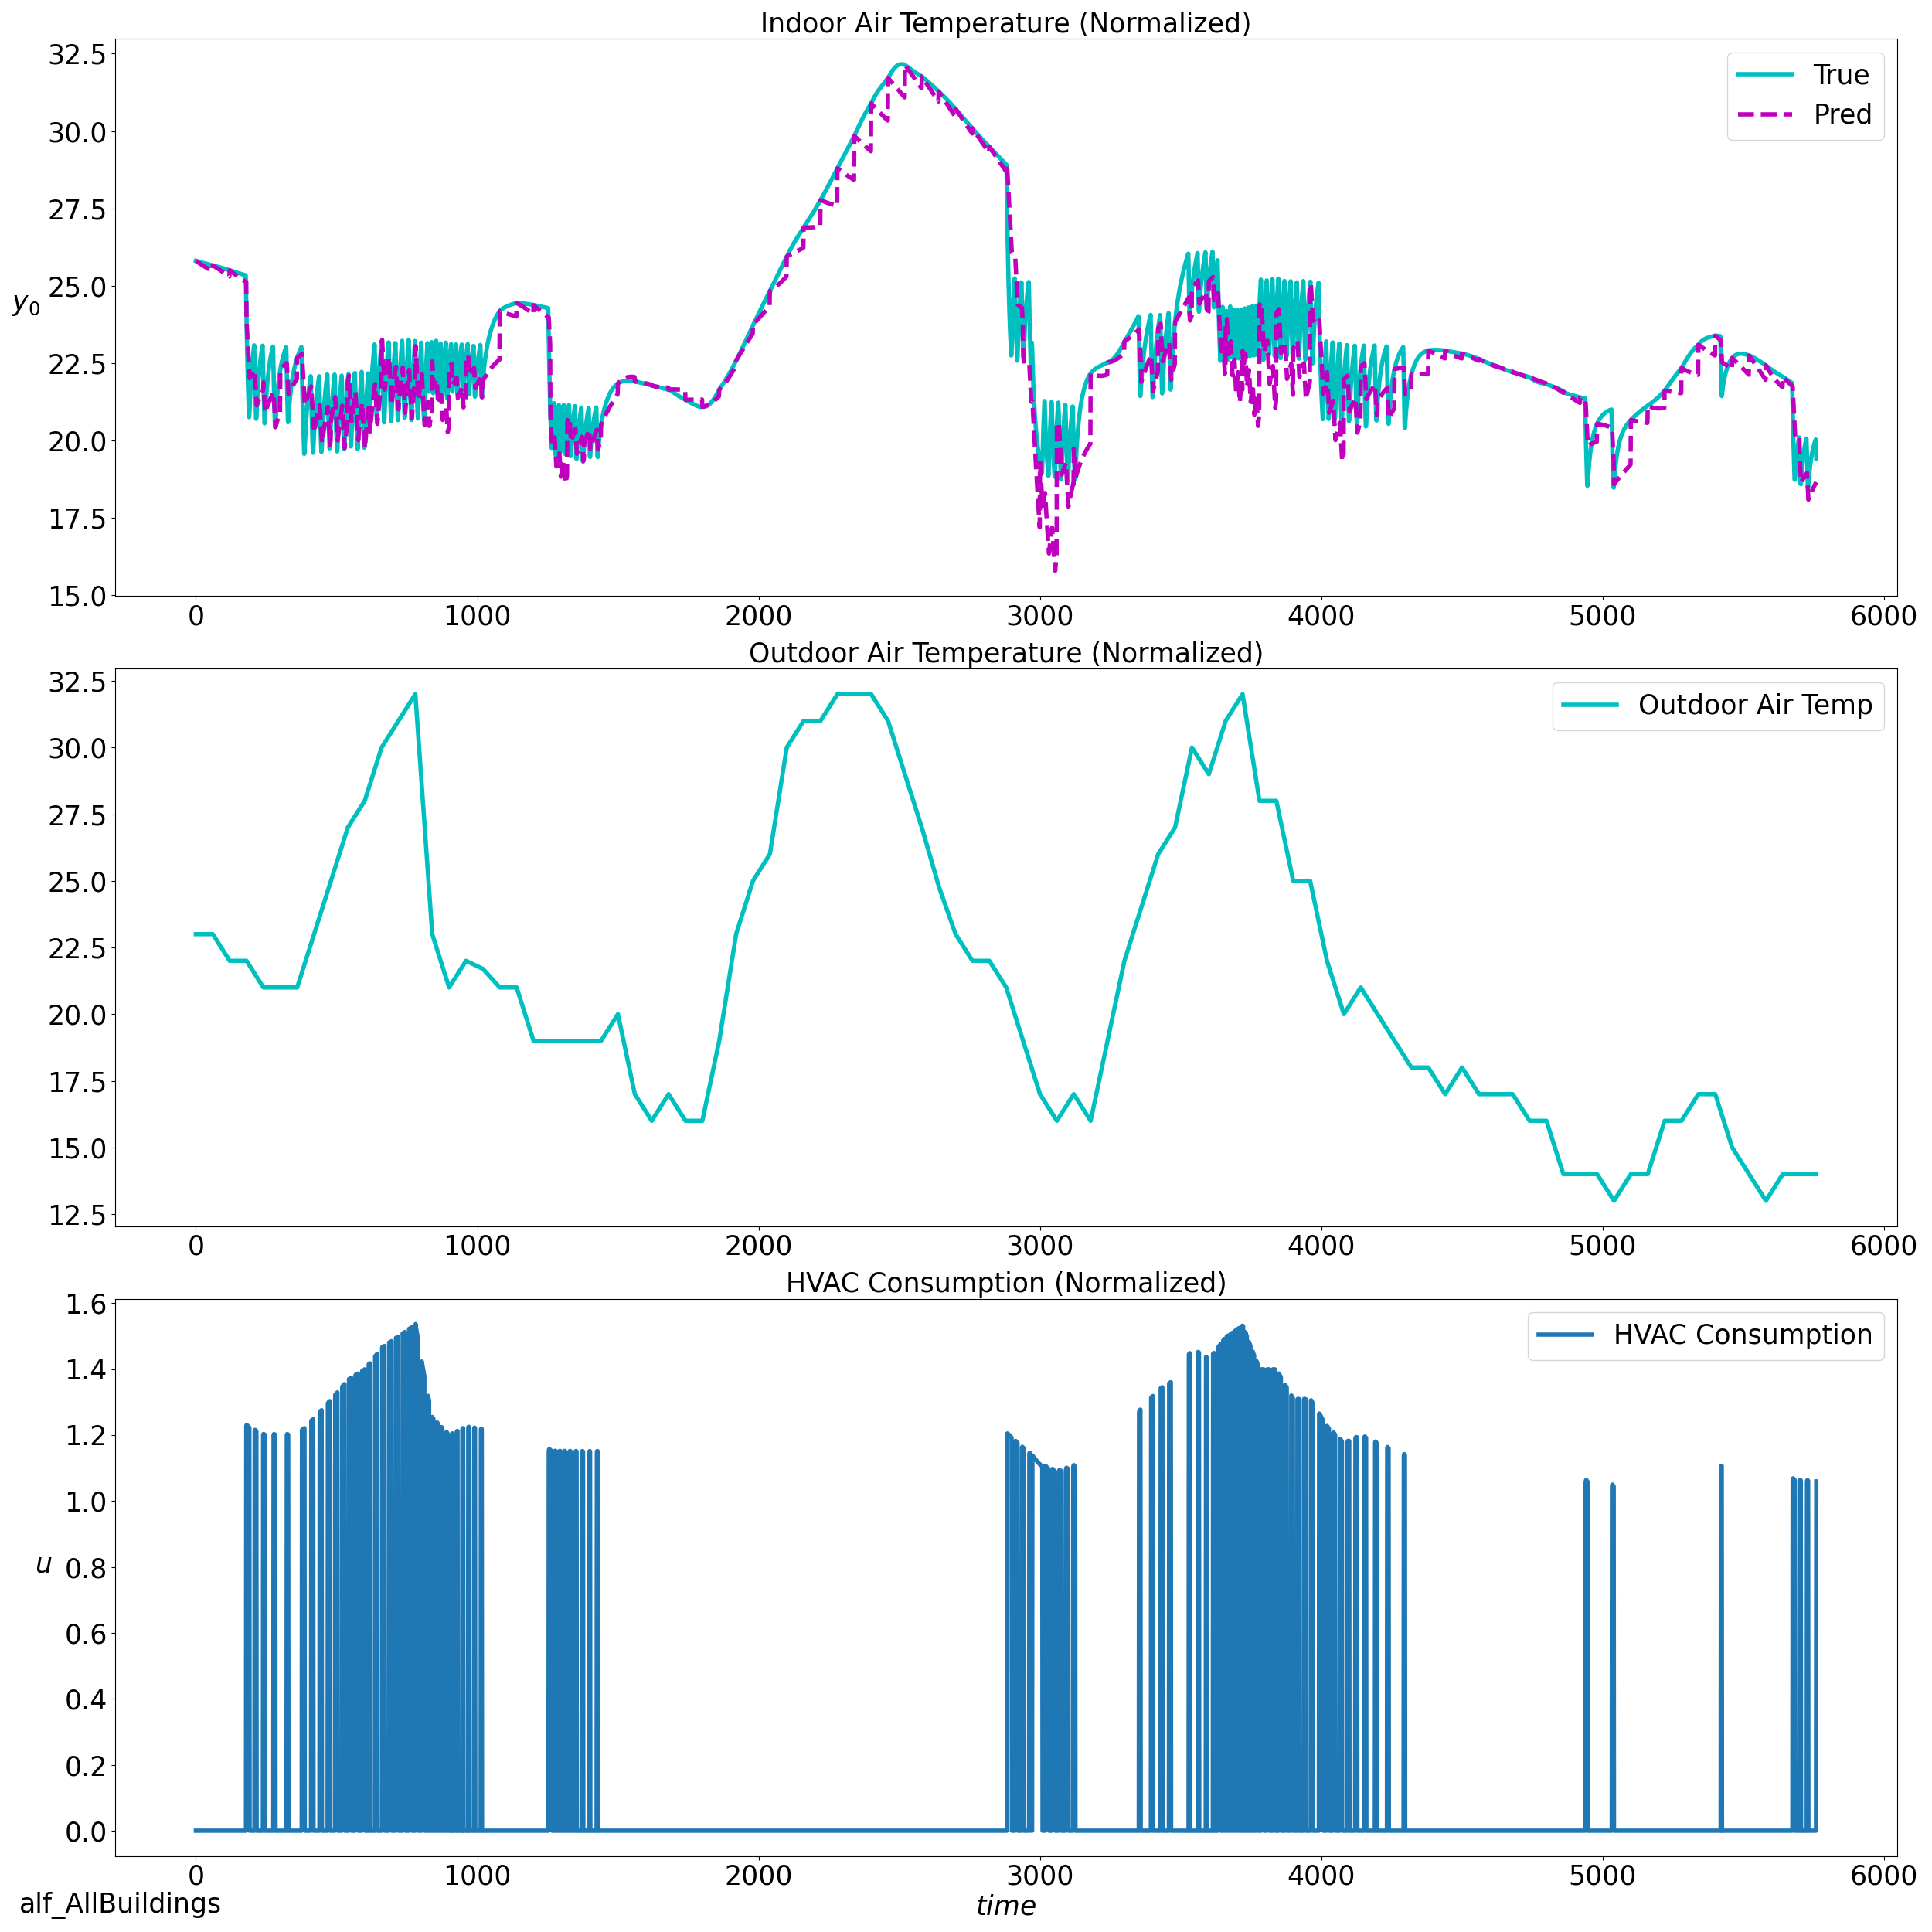 Indoor Air Temperature (Normalized)
32.5
30.0
27.5
25.0
22.5
20.0
17.5
15.0
y0
True
Pred
0 1000 2000 3000 4000 5000 6000
Outdoor Air Temperature (Normalized)
32.5
30.0
27.5
25.0
22.5
20.0
17.5
15.0
12.5
Outdoor Air Temp
0 1000 2000 3000 4000 5000 6000
HVAC Consumption (Normalized)
1.6
1.4
1.2
1.0
0.8
0.6
0.4
0.2
0.0
u
HVAC Consumption
0 1000 2000 3000 4000 5000 6000
alf_AllBuildings
time